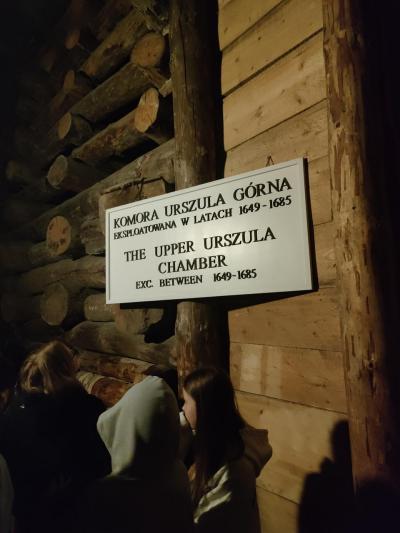 KOMORA URSZULA GÓRNA
EKSPLOATOWANA W LATACH 1649-1685
THE UPPER URSZULA
CHAMBER
EXC. BETWEEN 1649-1685